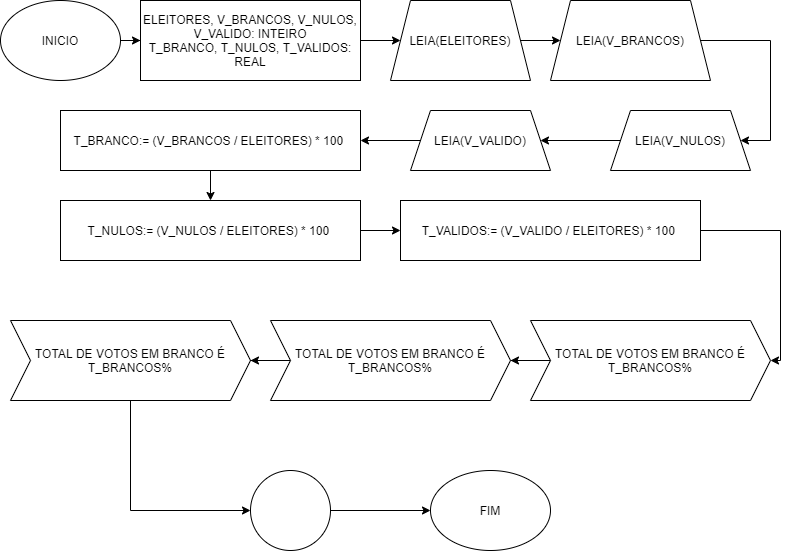 INICIO
ELEITORES, V_BRANCOS, V_NULOS,
V_VALIDO: INTEIRO
T_BRANCO, T_NULOS, T_VALIDOS:
REAL
LEIA(ELEITORES)
LEIA(V_BRANCOS)
LEIA(V_NULOS)
LEIA(V_VALIDO)
T_BRANCO:= (V_BRANCOS / ELEITORES) * 100
T_NULOS:= (V_NULOS / ELEITORES) * 100
T_VALIDOS:= (V_VALIDO / ELEITORES) * 100
TOTAL DE VOTOS EM BRANCO É
T_BRANCOS%
TOTAL DE VOTOS EM BRANCO É
T_BRANCOS%
TOTAL DE VOTOS EM BRANCO É
T_BRANCOS%
FIM